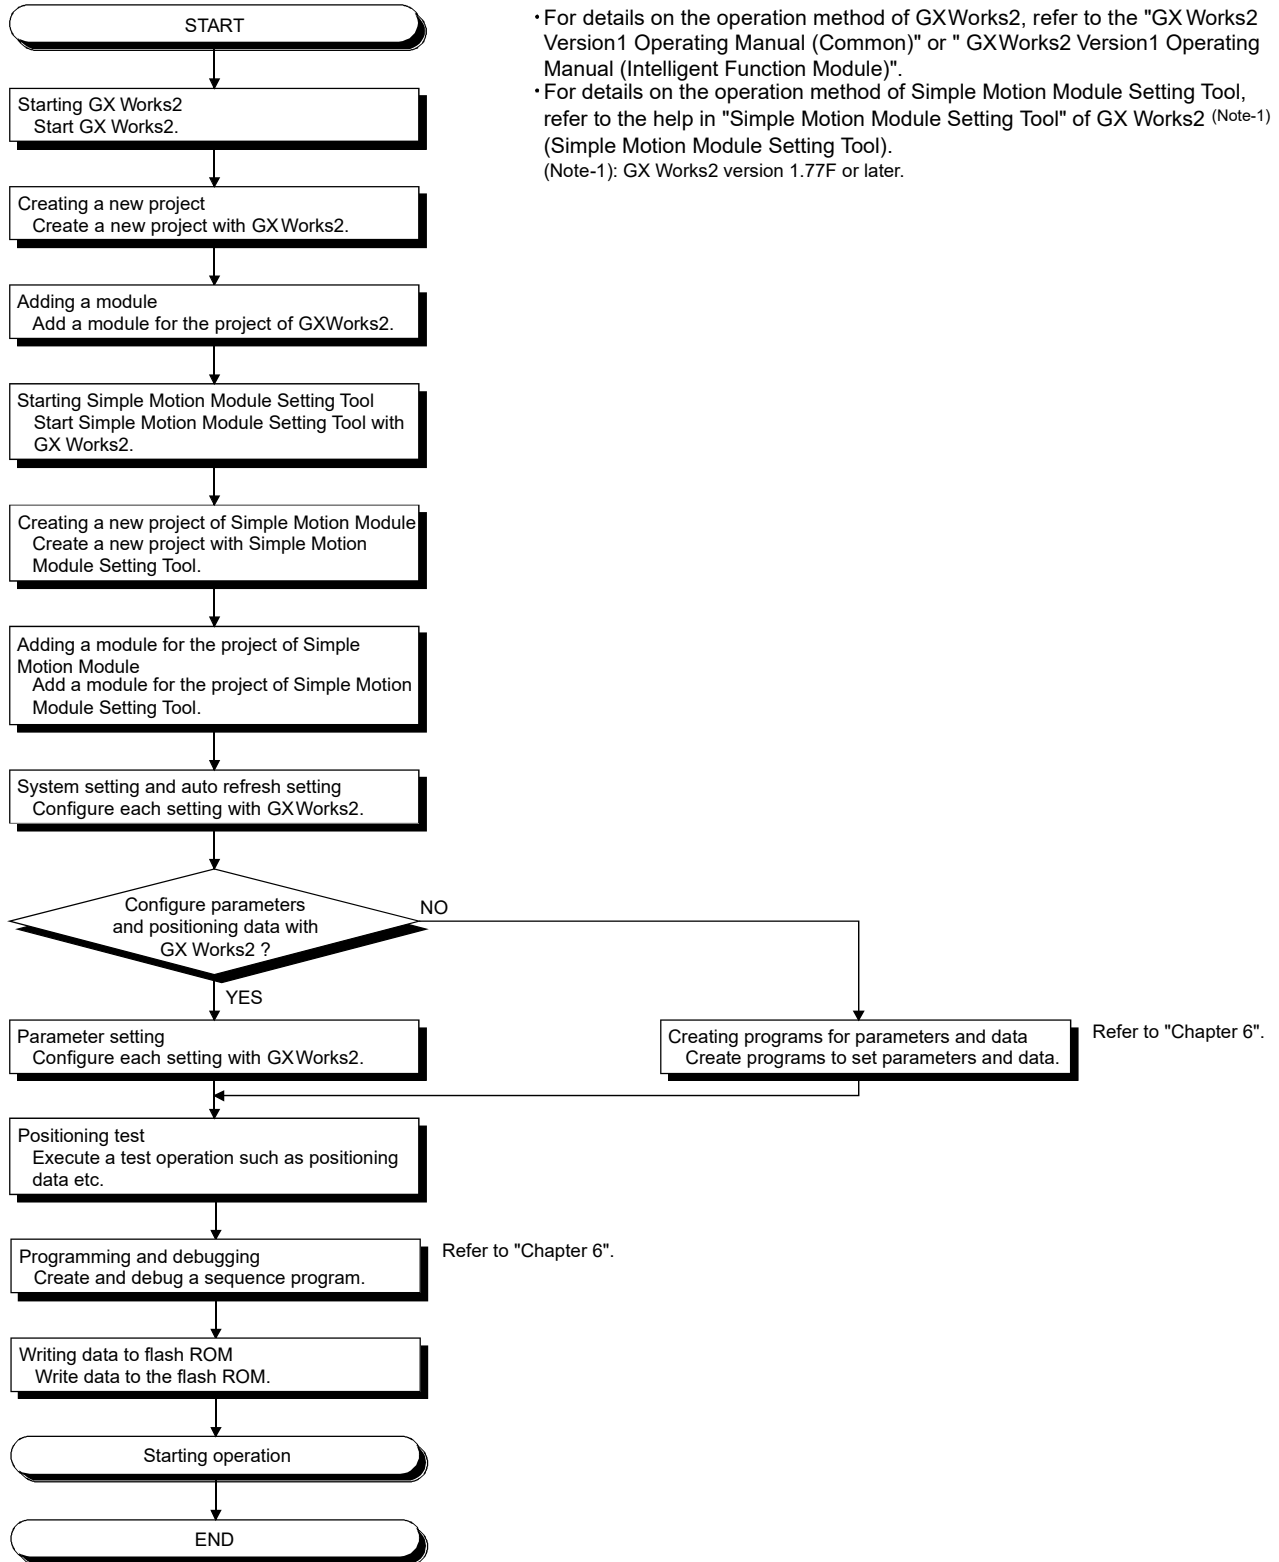 START
・For details on the operation method of GX Works2, refer to the "GX Works2
Version1 Operating Manual (Common)" or " GX Works2 Version1 Operating
Manual (Intelligent Function Module)".
・For details on the operation method of Simple Motion Module Setting Tool,
refer to the help in "Simple Motion Module Setting Tool" of GX Works2 (Note-1)
(Simple Motion Module Setting Tool).
(Note-1): GX Works2 version 1.77F or later.
Starting GX Works2
Start GX Works2.
Creating a new project
Create a new project with GX Works2.
Adding a module
Add a module for the project of GX Works2.
Starting Simple Motion Module Setting Tool
Start Simple Motion Module Setting Tool with
GX Works2.
Creating a new project of Simple Motion Module
Create a new project with Simple Motion
Module Setting Tool.
Adding a module for the project of Simple
Motion Module
Add a module for the project of Simple Motion
Module Setting Tool.
System setting and auto refresh setting
Configure each setting with GX Works2.
Configure parameters
and positioning data with
GX Works2 ?
NO
YES
Parameter setting
Configure each setting with GX Works2.
Creating programs for parameters and data
Create programs to set parameters and data.
Refer to "Chapter 6".
Positioning test
Execute a test operation such as positioning
data etc.
Programming and debugging
Create and debug a sequence program.
Refer to "Chapter 6".
Writing data to flash ROM
Write data to the flash ROM.
Starting operation
END